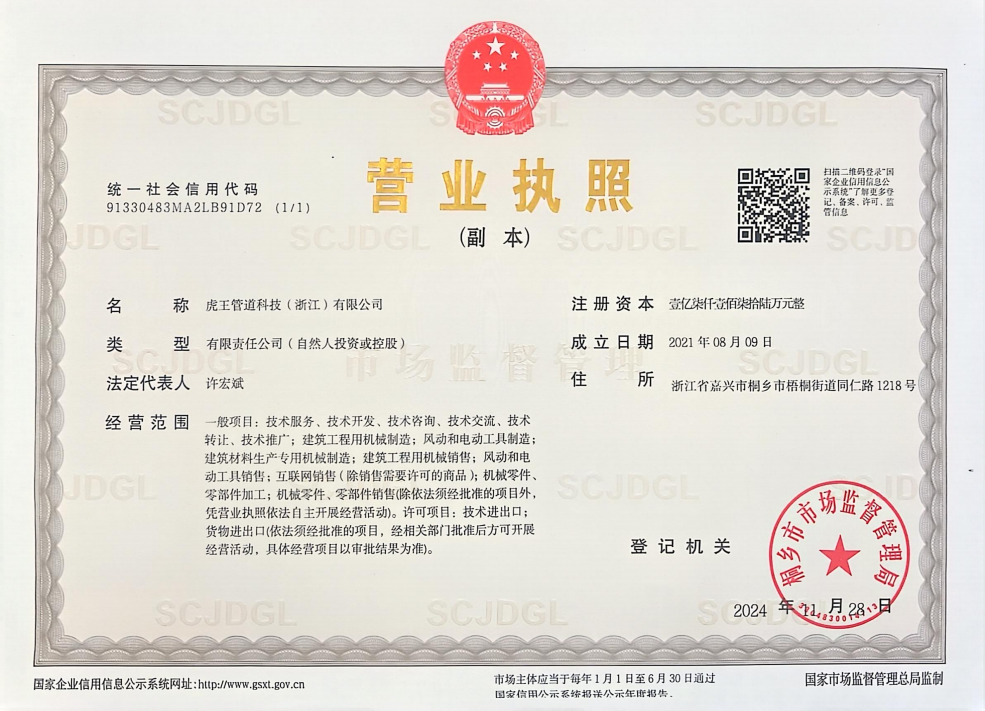 营业执照
(副 本)
统一社会信用代码
91330483MA2LB91D72 (1/1)
扫描二维码登录“国
家企业信用信息公
示系统”了解更多登
记、备案、许可、监
管信息
名 称 虎王管道科技（浙江）有限公司
类 型 有限责任公司（自然人投资或控股）
法定代表人 许宏斌
经营范围 一般项目：技术服务、技术开发、技术咨询、技术交流、技术
转让、技术推广；建筑工程用机械制造；风动和电动工具制造；
建筑材料生产专用机械制造；建筑工程用机械销售；风动和电
动工具销售；互联网销售（除销售需要许可的商品）；机械零件、
零部件加工；机械零件、零部件销售(除依法须经批准的项目外，
凭营业执照依法自主开展经营活动)。许可项目：技术进出口；
货物进出口(依法须经批准的项目，经相关部门批准后方可开展
经营活动，具体经营项目以审批结果为准)。
注册资本 壹亿柒仟壹佰柒拾陆万元整
成立日期 2021 年 08 月 09 日
住 所 浙江省嘉兴市桐乡市梧桐街道同仁路 1218 号
登记机关
桐乡市市场监督管理局
2024 年 11 月 28 日
SCJDGL
市场监督管理
国家企业信用信息公示系统网址:http://www.gsxt.gov.cn
市场主体应当于每年 1 月 1 日至 6 月 30 日通过
国家信用公示系统报送公示年度报告。
国家市场监督管理总局监制